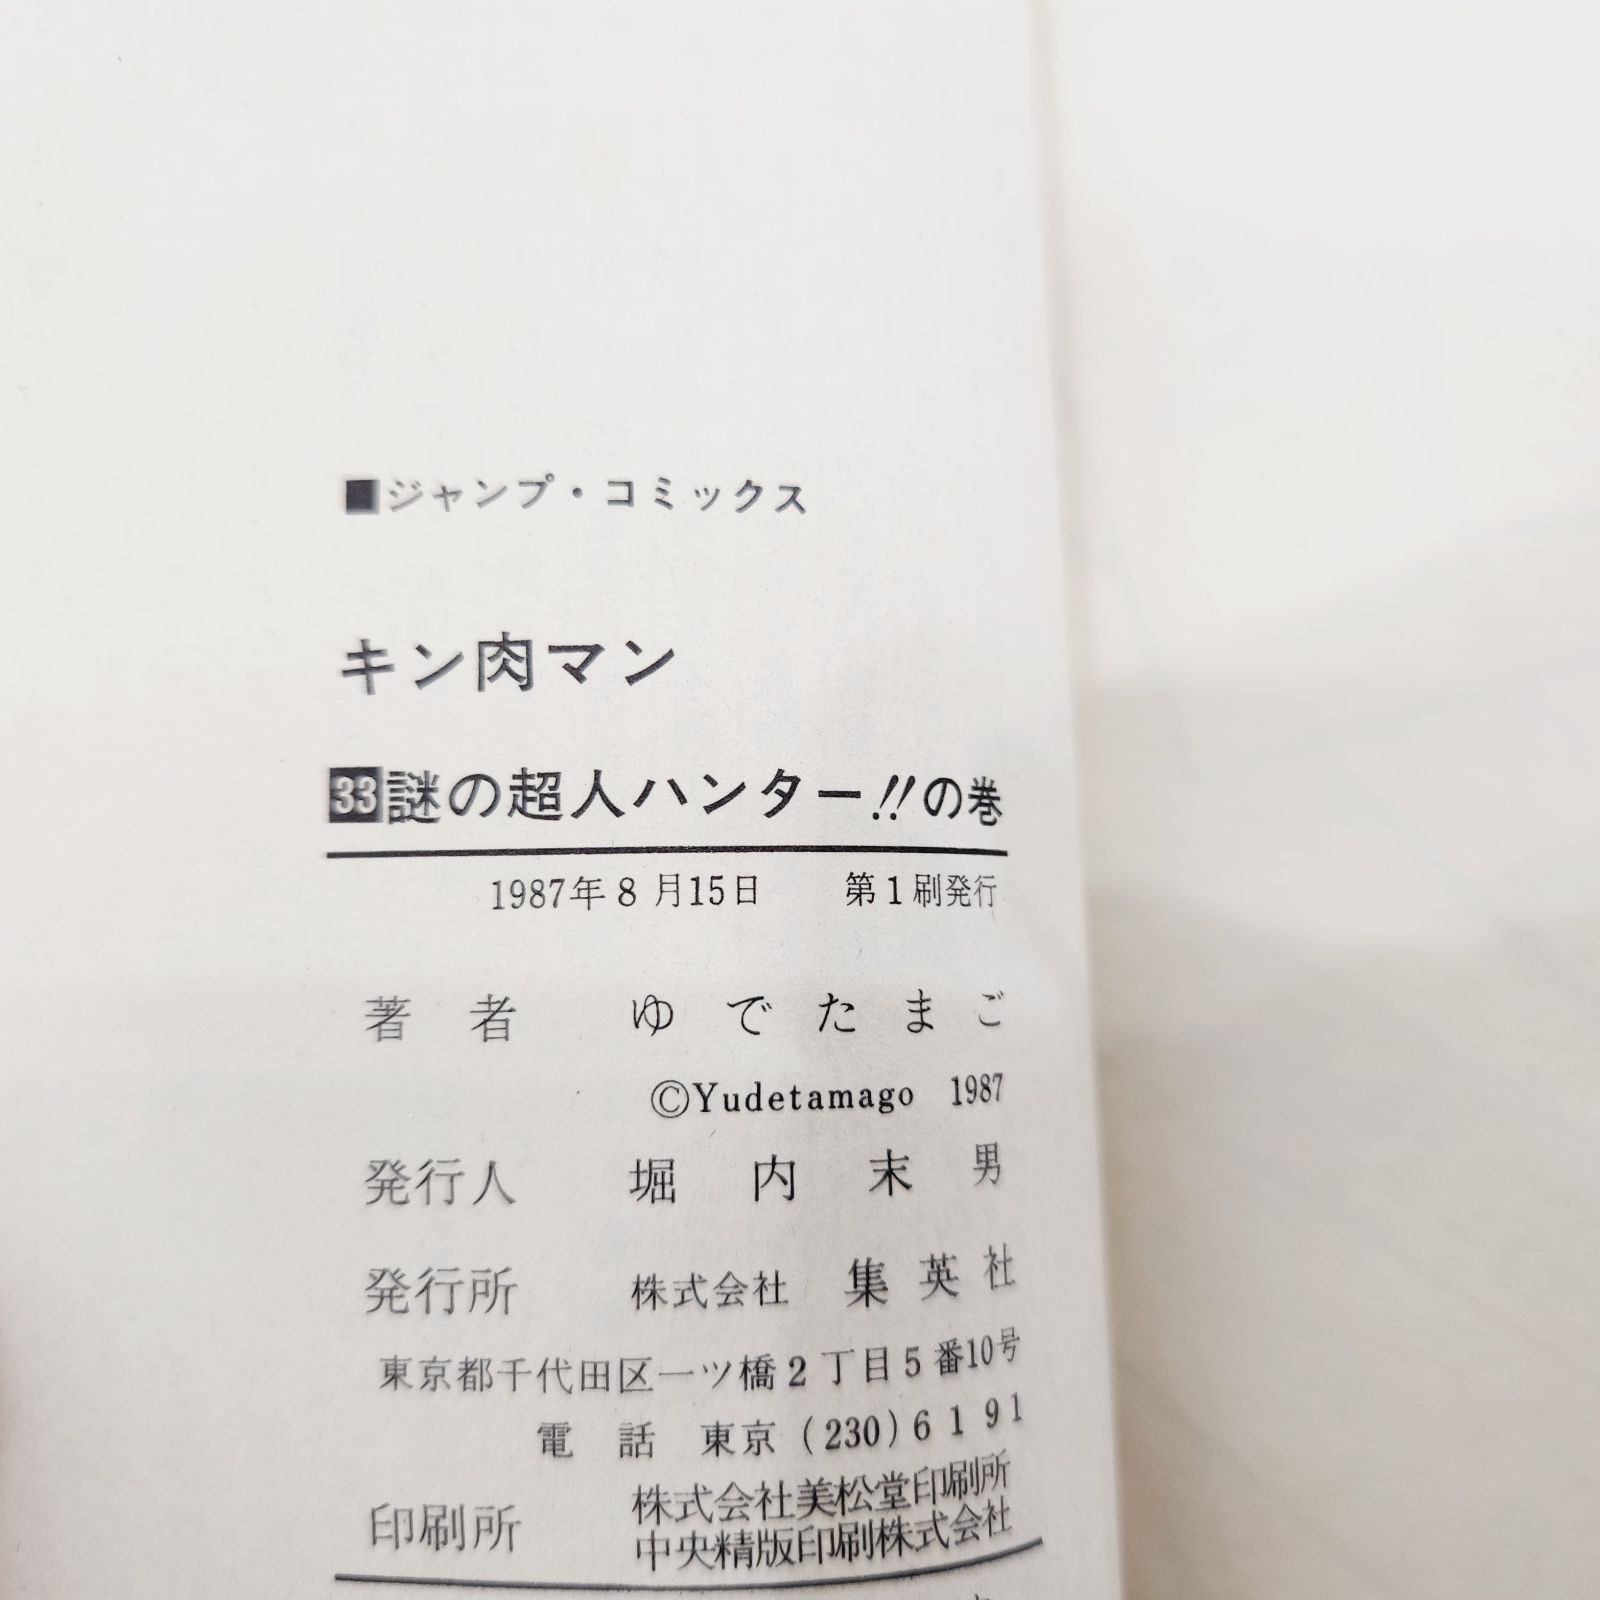 ■ジャンプ・コミックス
キン肉マン
33謎の超人ハンター!!の巻
1987年8月15日　第1刷発行
著者　ゆでたまご
©Yudetamago 1987
発行人　堀内末男
発行所　株式会社 集英社
東京都千代田区一ツ橋2丁目5番10号
電話 東京(230)6191
印刷所　株式会社美松堂印刷所
中央精版印刷株式会社